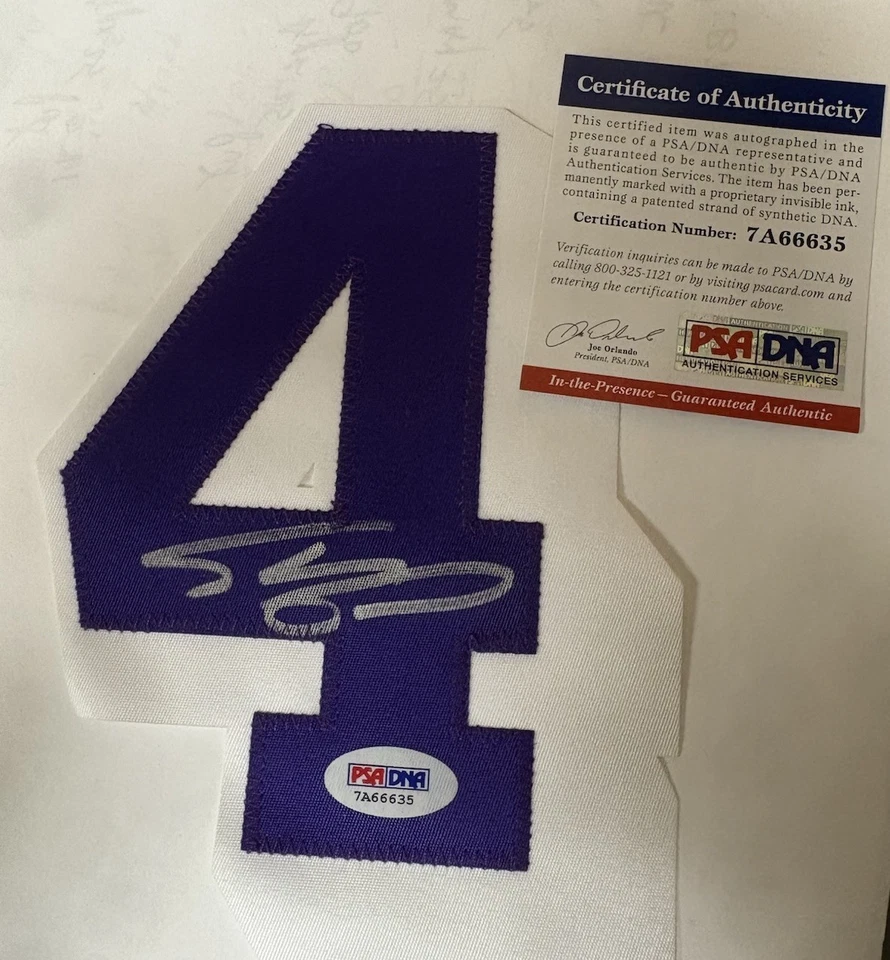 Certificate of Authenticity
This certified item was autographed in the
presence of a PSA/DNA representative and
is guaranteed to be authentic by PSA/DNA
Authentication Services. The item has been per-
manently marked with a proprietary invisible ink,
containing a patented strand of synthetic DNA.
Certification Number: 7A66635
Verification inquiries can be made to PSA/DNA by
calling 800-325-1121 or by visiting psacard.com and
entering the certification number above.
Joe Orlando
President, PSA/DNA
PSA DNA
AUTHENTICATION SERVICES
In-the-Presence – Guaranteed Authentic
4
PSA DNA
7A66635